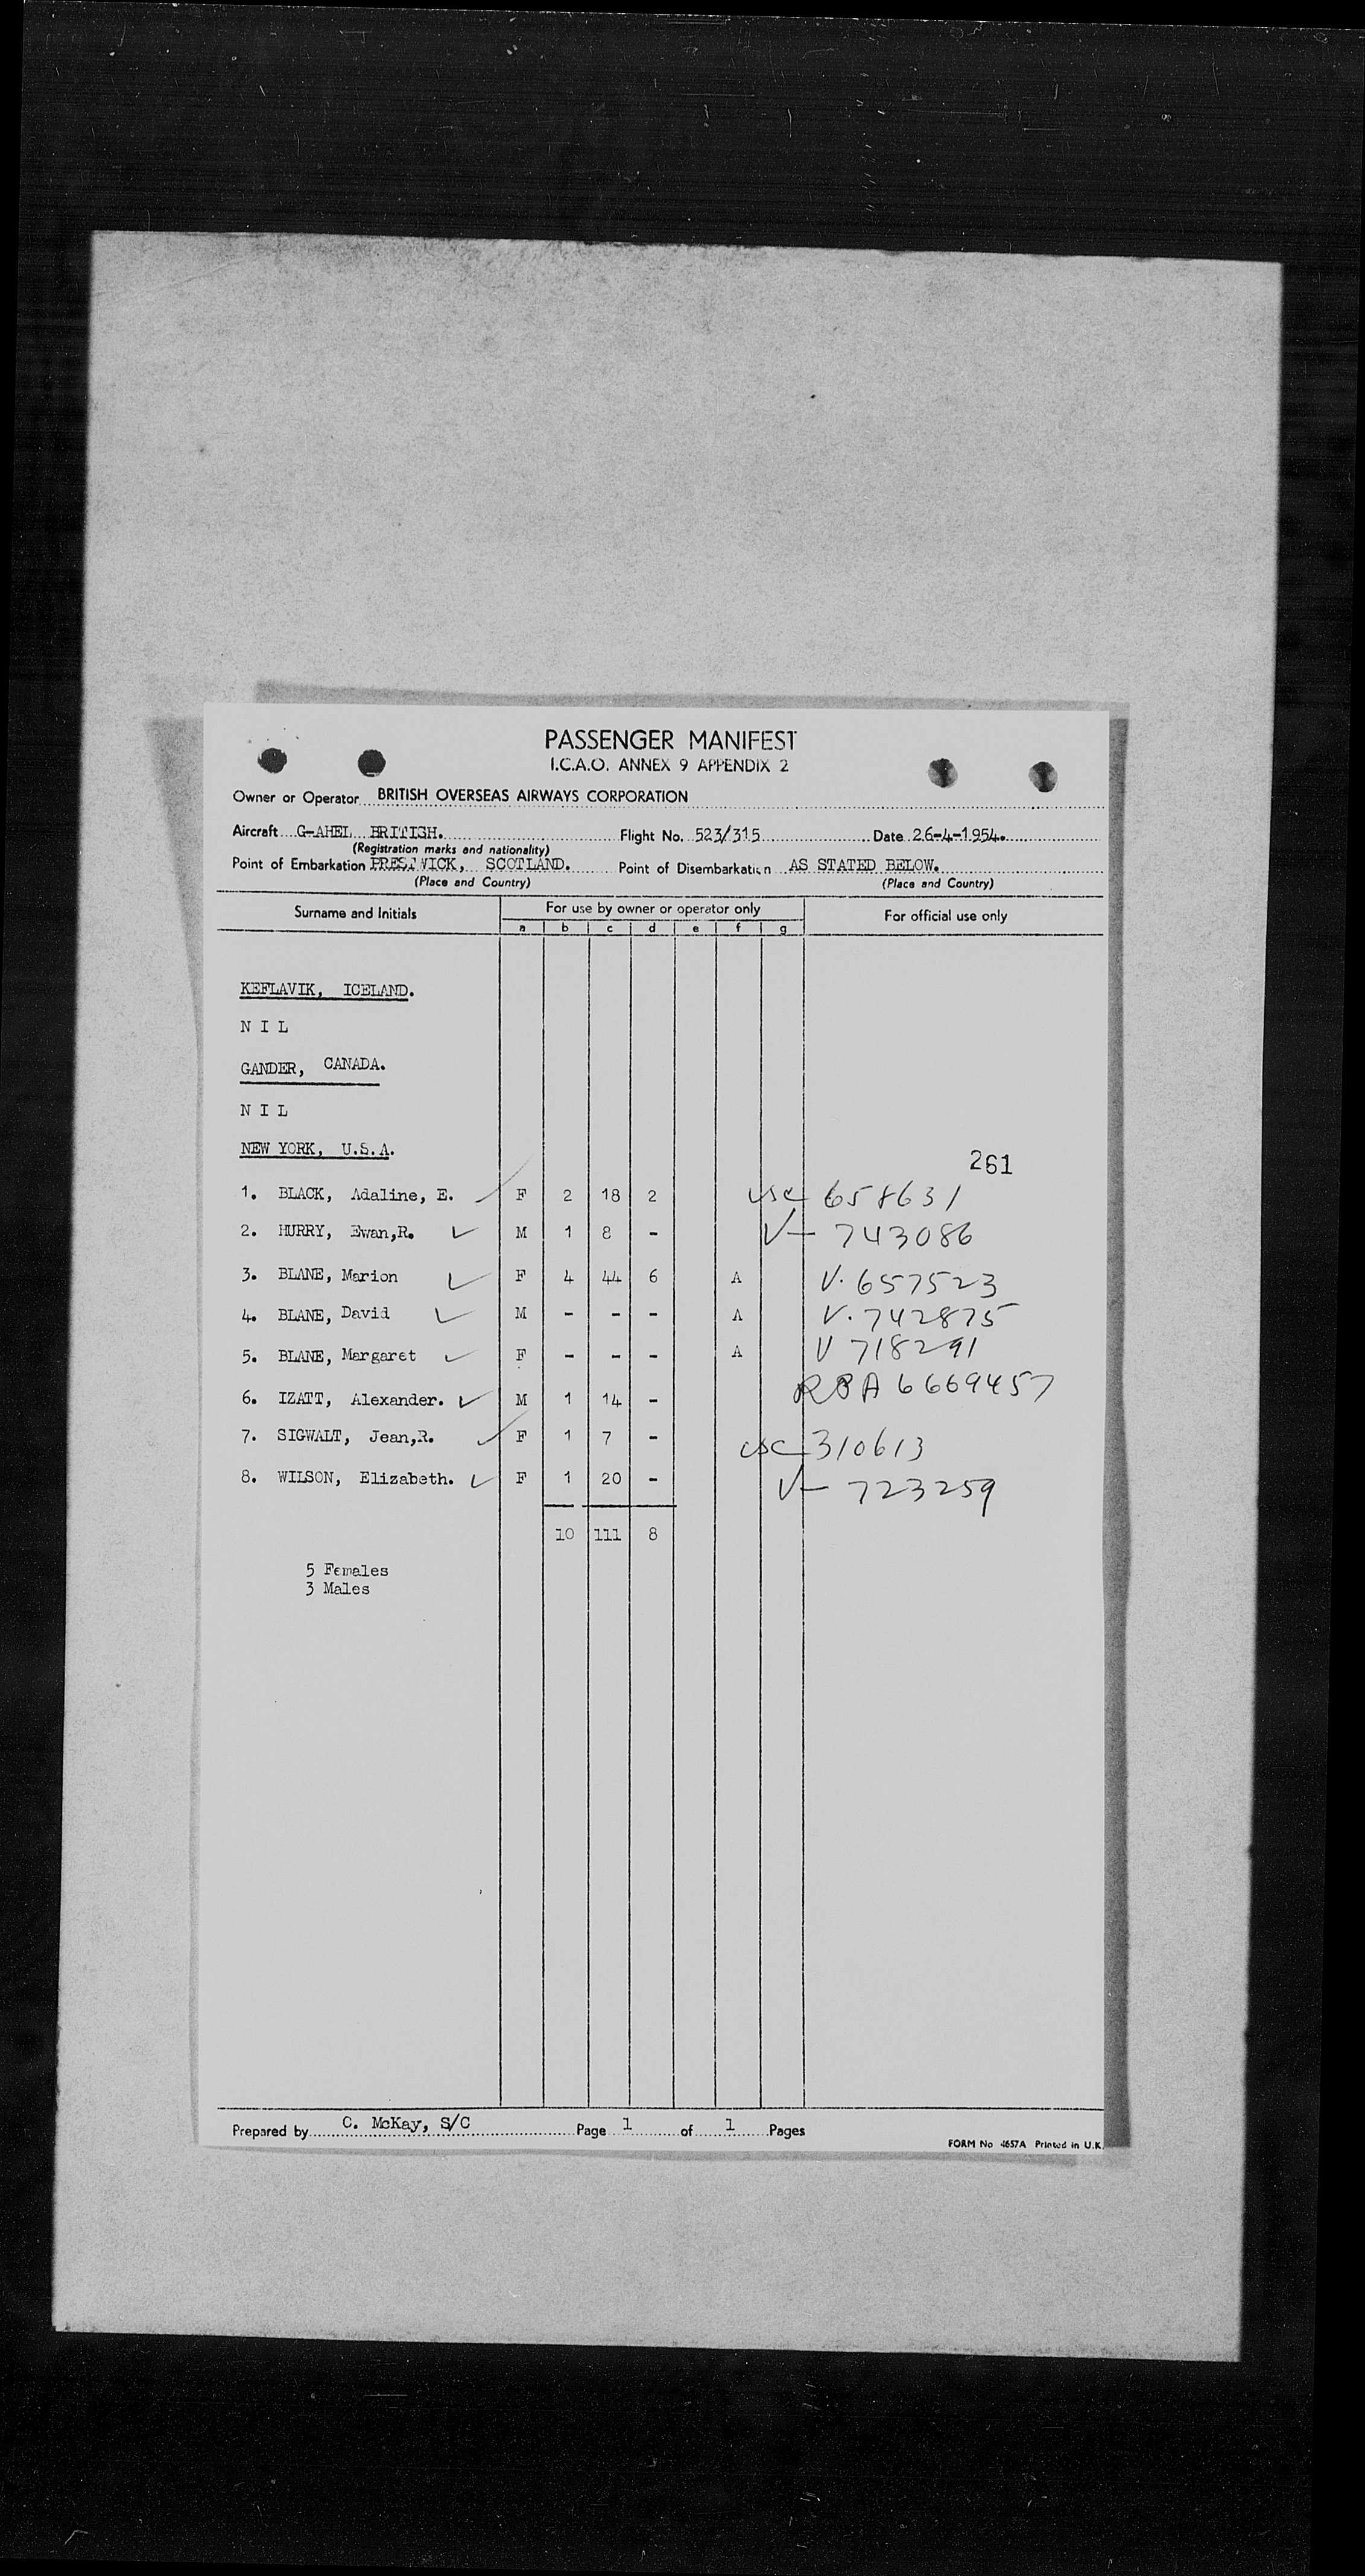 PASSENGER MANIFEST
I.C.A.O. ANNEX 9 APPENDIX 2
Owner or Operator BRITISH OVERSEAS AIRWAYS CORPORATION
Aircraft G-AHEL BRITISH. Flight No. 523/315 Date 26-4-1954.
(Registration marks and nationality)
Point of Embarkation PRESTWICK, SCOTLAND. Point of Disembarkation AS STATED BELOW.
(Place and Country) (Place and Country)
Surname and Initials For use by owner or operator only For official use only
a b c d e f g
KEFLAVIK, ICELAND.
N I L
GANDER, CANADA.
N I L
NEW YORK, U.S.A.
261
1. BLACK, Adaline, E. ✓ F 2 18 2 usc 658631
2. HURRY, Ewan,R. ✓ M 1 8 - V- 743086
3. BLANE, Marion ✓ F 4 44 6 A V. 657523
4. BLANE, David ✓ M - - - A V. 742875
5. BLANE, Margaret ✓ F - - - A V 718291
6. IZATT, Alexander. ✓ M 1 14 - RPA 6669457
7. SIGWALT, Jean,R. ✓ F 1 7 - usc 310613
8. WILSON, Elizabeth. ✓ F 1 20 - V- 723259
10 111 8
5 Females
3 Males
Prepared by C. McKay, S/C Page 1 of 1 Pages
FORM No 4657A Printed in U.K.